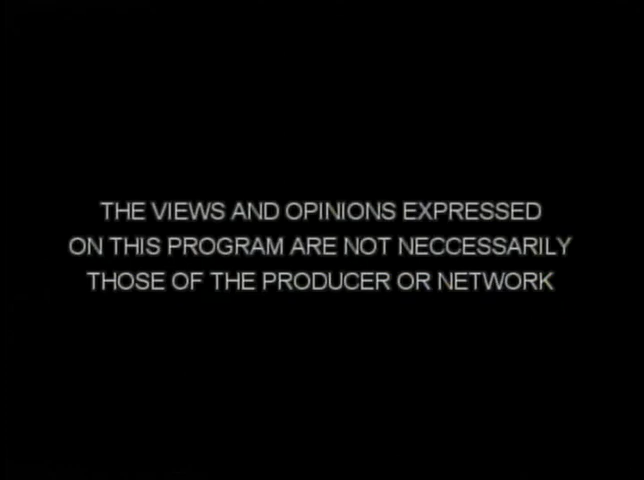 THE VIEWS AND OPINIONS EXPRESSED
ON THIS PROGRAM ARE NOT NECCESSARILY
THOSE OF THE PRODUCER OR NETWORK